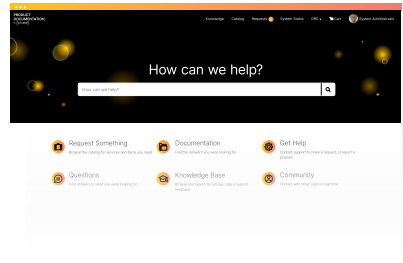 PRODUCT
DOCUMENTATION
Knowledge Catalog Requests System Status Cart System Administrator
How can we help?
How can we help?
Request Something
Browse the catalog for services and items you need
Documentation
Find the answers you were looking for
Get Help
Contact support to make a request, or report a
problem
Questions
Find answers to what you were looking for
Knowledge Base
Browse and search for articles, rate or submit
feedback
Community
Connect with other users in real time